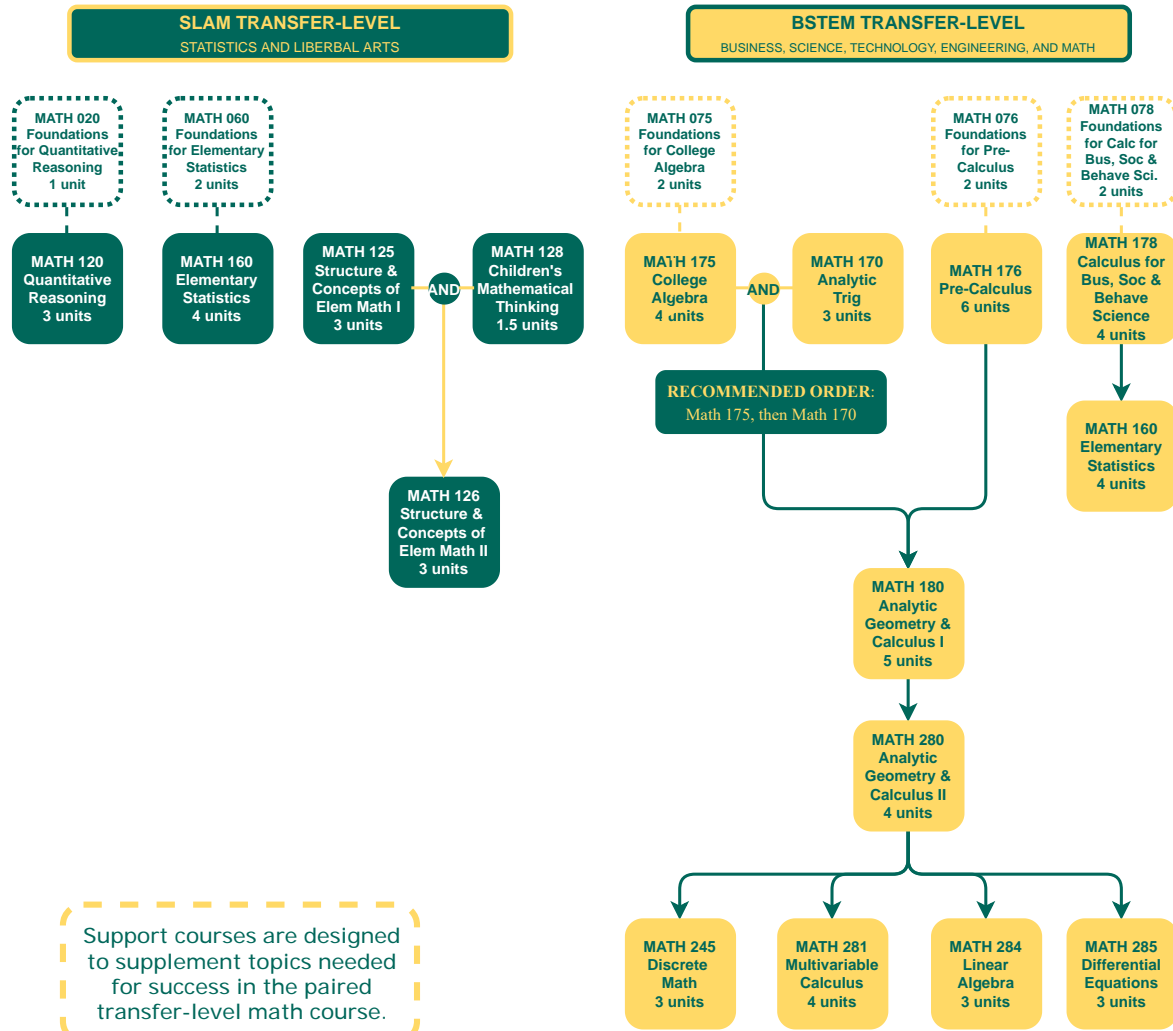 SLAM TRANSFER-LEVEL
STATISTICS AND LIBERBAL ARTS
BSTEM TRANSFER-LEVEL
BUSINESS, SCIENCE, TECHNOLOGY, ENGINEERING, AND MATH
MATH 020
Foundations
for Quantitative
Reasoning
1 unit
MATH 060
Foundations
for Elementary
Statistics
2 units
MATH 075
Foundations
for College
Algebra
2 units
MATH 076
Foundations
for Pre-
Calculus
2 units
MATH 078
Foundations
for Calc for
Bus, Soc &
Behave Sci.
2 units
MATH 120
Quantitative
Reasoning
3 units
MATH 160
Elementary
Statistics
4 units
MATH 125
Structure &
Concepts of
Elem Math I
3 units
AND
MATH 128
Children's
Mathematical
Thinking
1.5 units
MATH 175
College
Algebra
4 units
AND
MATH 170
Analytic
Trig
3 units
MATH 176
Pre-Calculus
6 units
MATH 178
Calculus for
Bus, Soc &
Behave
Science
4 units
RECOMMENDED ORDER:
Math 175, then Math 170
MATH 160
Elementary
Statistics
4 units
MATH 126
Structure &
Concepts of
Elem Math II
3 units
MATH 180
Analytic
Geometry &
Calculus I
5 units
MATH 280
Analytic
Geometry &
Calculus II
4 units
MATH 245
Discrete
Math
3 units
MATH 281
Multivariable
Calculus
4 units
MATH 284
Linear
Algebra
3 units
MATH 285
Differential
Equations
3 units
Support courses are designed
to supplement topics needed
for success in the paired
transfer-level math course.